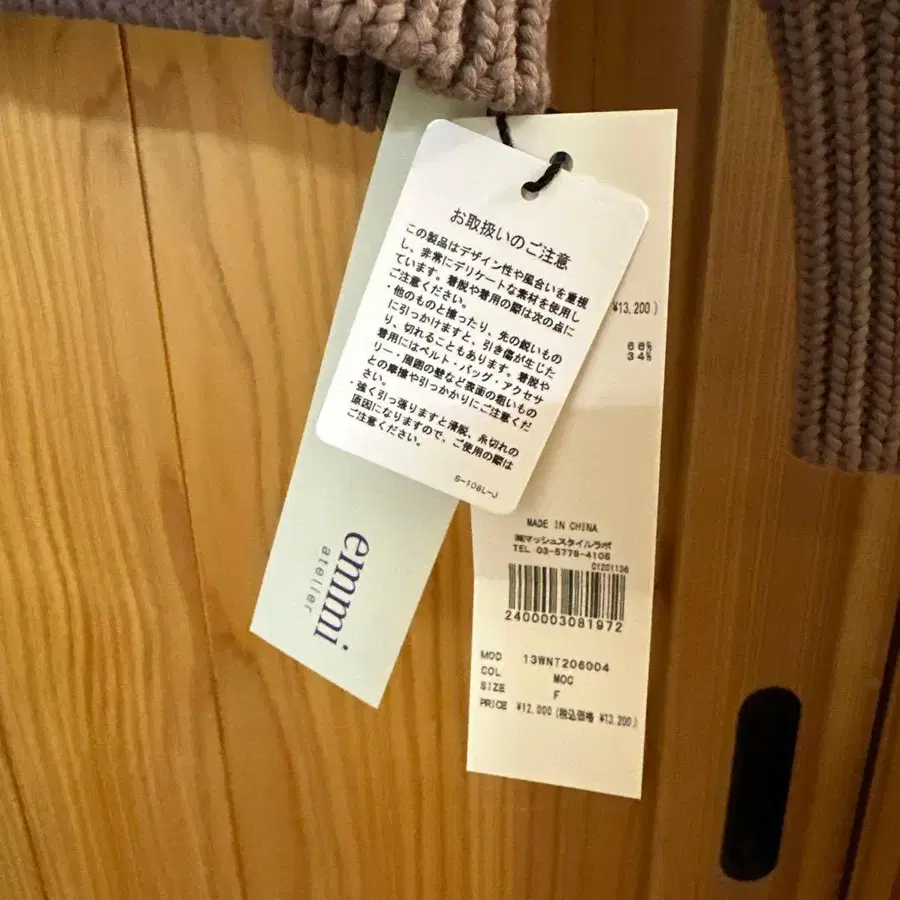 お取扱いのご注意
この製品はデザイン性や風合いを重視
し、非常にデリケートな素材を使用し
ています。着脱や着用の際は次の点に
ご注意ください。
・他のものと擦ったり、先の鋭いもの
に引っかけますと、引き傷が生じた
り、切れることもあります。着脱や
着用にはベルト・バッグ・アクセサ
リー・周囲の壁など表面の粗いもの
との摩擦や引っかかりにご注意くだ
さい。
・強く引っ張りますと滑脱、糸切れの
原因になりますので、ご使用の際は
ご注意ください。
S-108L-J
¥13,200)
66%
34%
emmi
atelier
MADE IN CHINA
㈱マッシュスタイルラボ
TEL 03-5778-4105
01201136
2400003081972
MOD 13WNT206004
COL MOC
SIZE F
PRICE ¥12,000 (税込価格 ¥13,200)